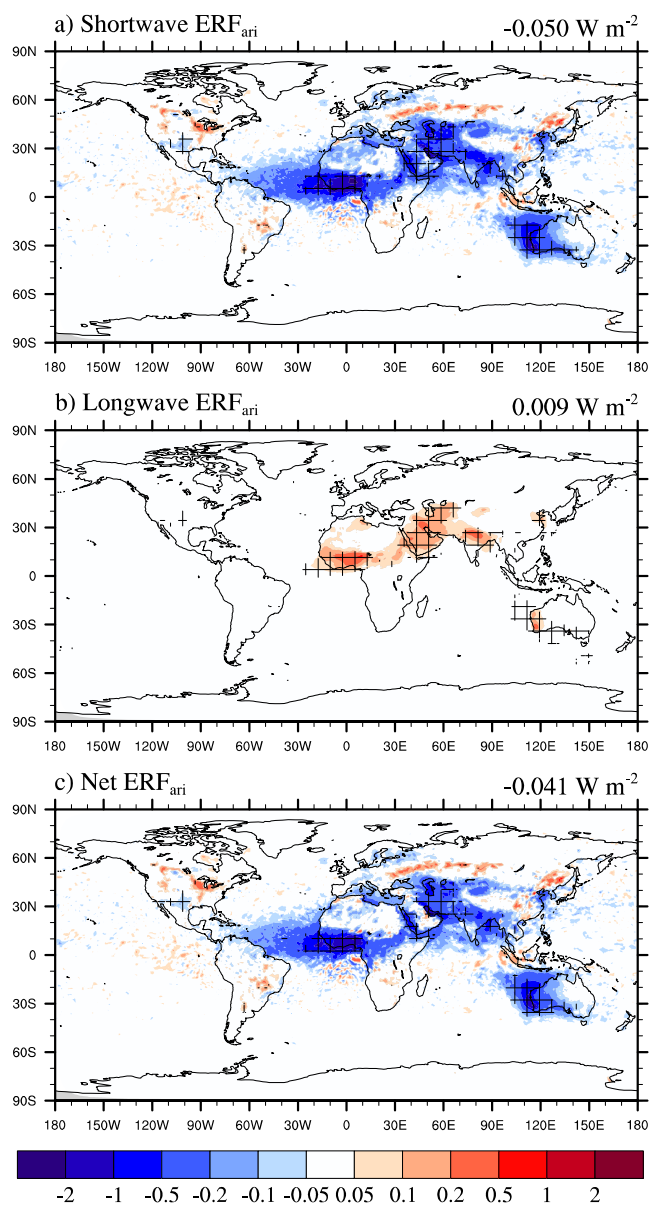 a) Shortwave ERFari -0.050 W m-2
90N
60N
30N
0
30S
60S
90S
180 150W 120W 90W 60W 30W 0 30E 60E 90E 120E 150E 180
b) Longwave ERFari 0.009 W m-2
90N
60N
30N
0
30S
60S
90S
180 150W 120W 90W 60W 30W 0 30E 60E 90E 120E 150E 180
c) Net ERFari -0.041 W m-2
90N
60N
30N
0
30S
60S
90S
180 150W 120W 90W 60W 30W 0 30E 60E 90E 120E 150E 180
-2 -1 -0.5 -0.2 -0.1 -0.05 0.05 0.1 0.2 0.5 1 2